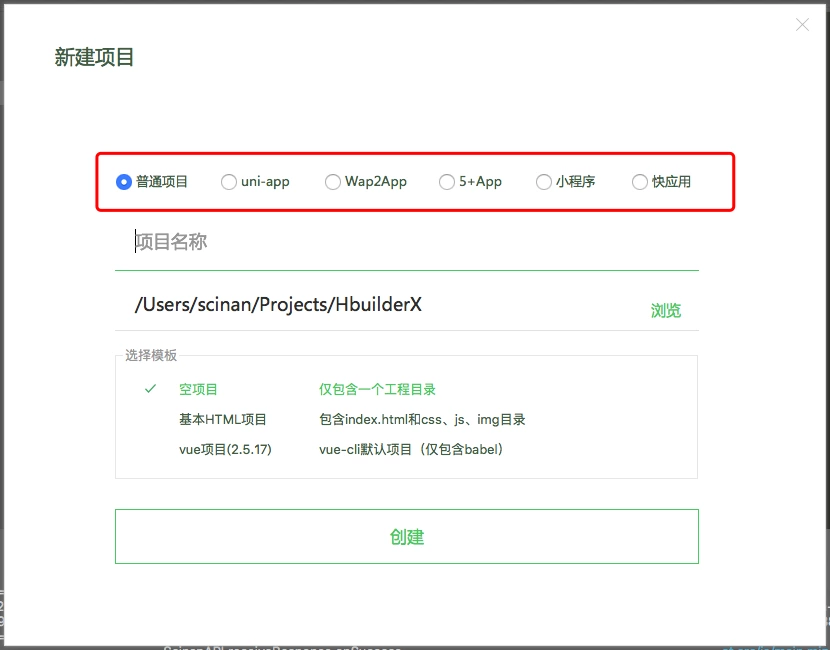 新建项目
普通项目 uni-app Wap2App 5+App 小程序 快应用
项目名称
/Users/scinan/Projects/HbuilderX 浏览
选择模板
空项目 仅包含一个工程目录
基本HTML项目 包含index.html和css、js、img目录
vue项目(2.5.17) vue-cli默认项目（仅包含babel）
创建